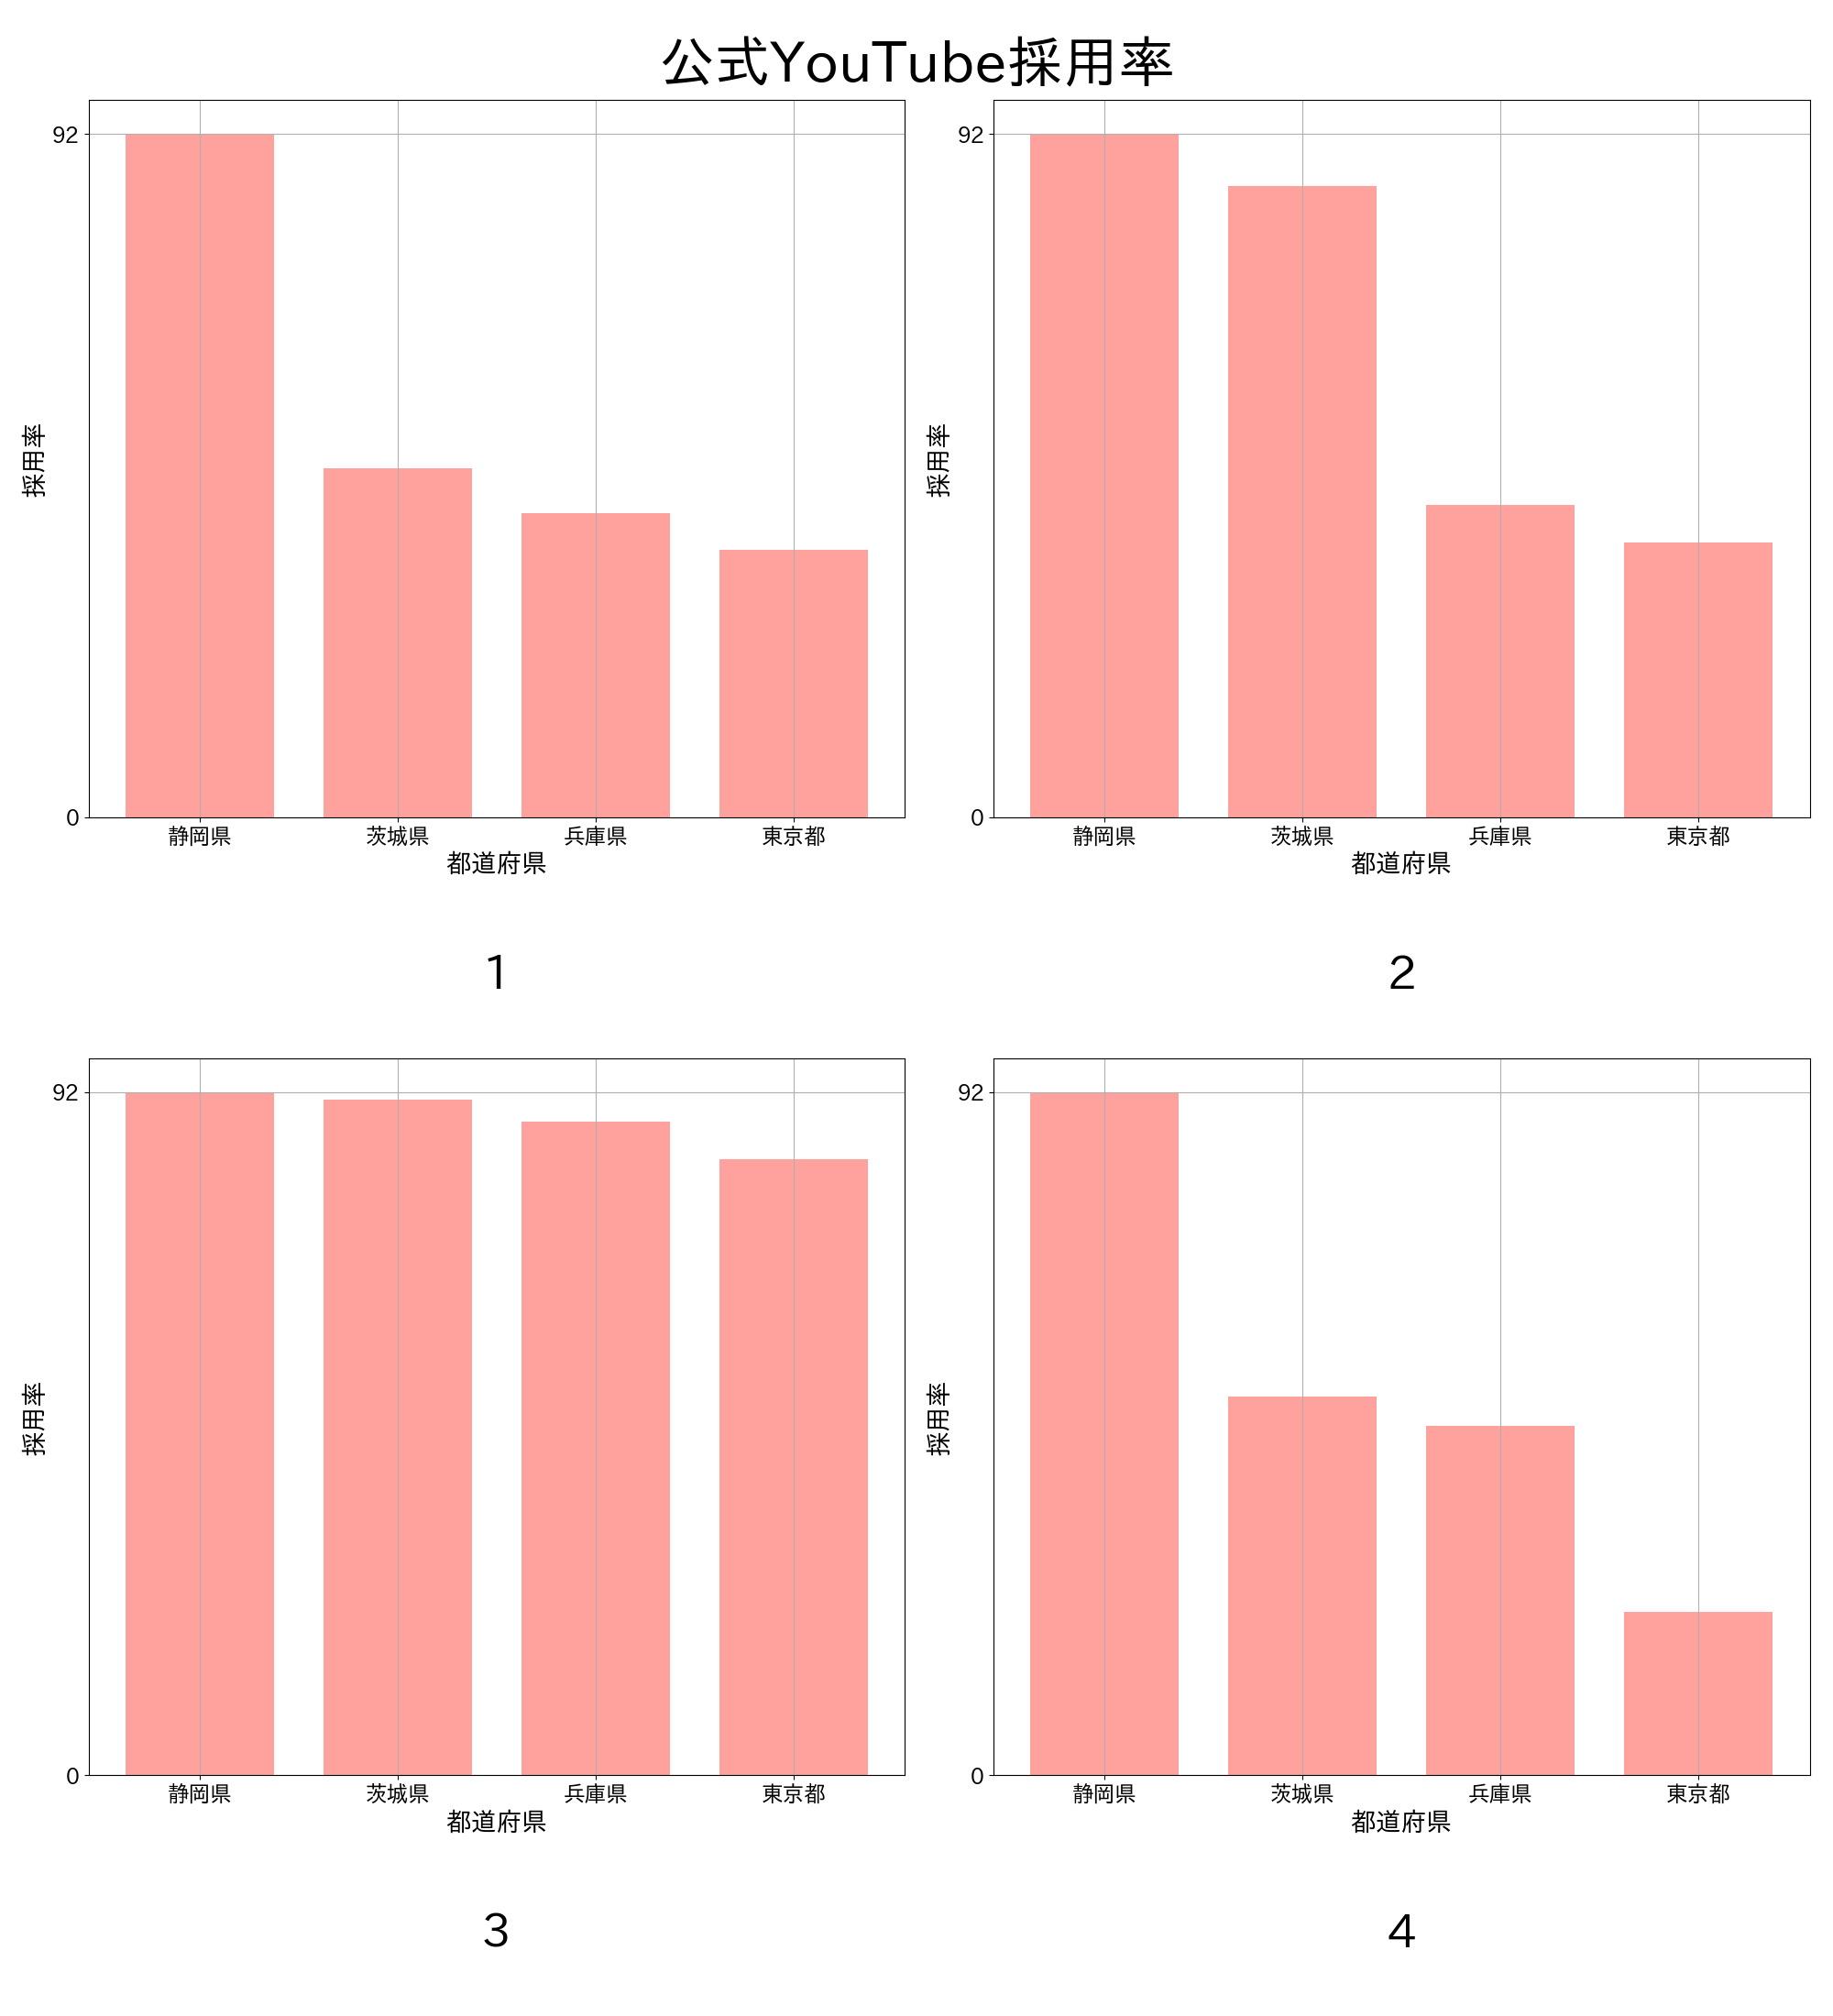 公式YouTube採用率
92
採用率
0
静岡県 茨城県 兵庫県 東京都
都道府県
1
92
採用率
0
静岡県 茨城県 兵庫県 東京都
都道府県
2
92
採用率
0
静岡県 茨城県 兵庫県 東京都
都道府県
3
92
採用率
0
静岡県 茨城県 兵庫県 東京都
都道府県
4